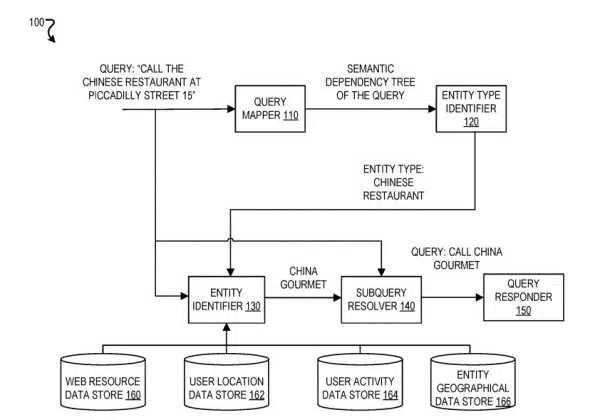 100
QUERY: "CALL THE
CHINESE RESTAURANT AT
PICCADILLY STREET 15"
QUERY
MAPPER 110
SEMANTIC
DEPENDENCY TREE
OF THE QUERY
ENTITY TYPE
IDENTIFIER
120
ENTITY TYPE:
CHINESE
RESTAURANT
ENTITY
IDENTIFIER 130
CHINA
GOURMET
SUBQUERY
RESOLVER 140
QUERY: CALL CHINA
GOURMET
QUERY
RESPONDER
150
WEB RESOURCE
DATA STORE 160
USER LOCATION
DATA STORE 162
USER ACTIVITY
DATA STORE 164
ENTITY
GEOGRAPHICAL
DATA STORE 166